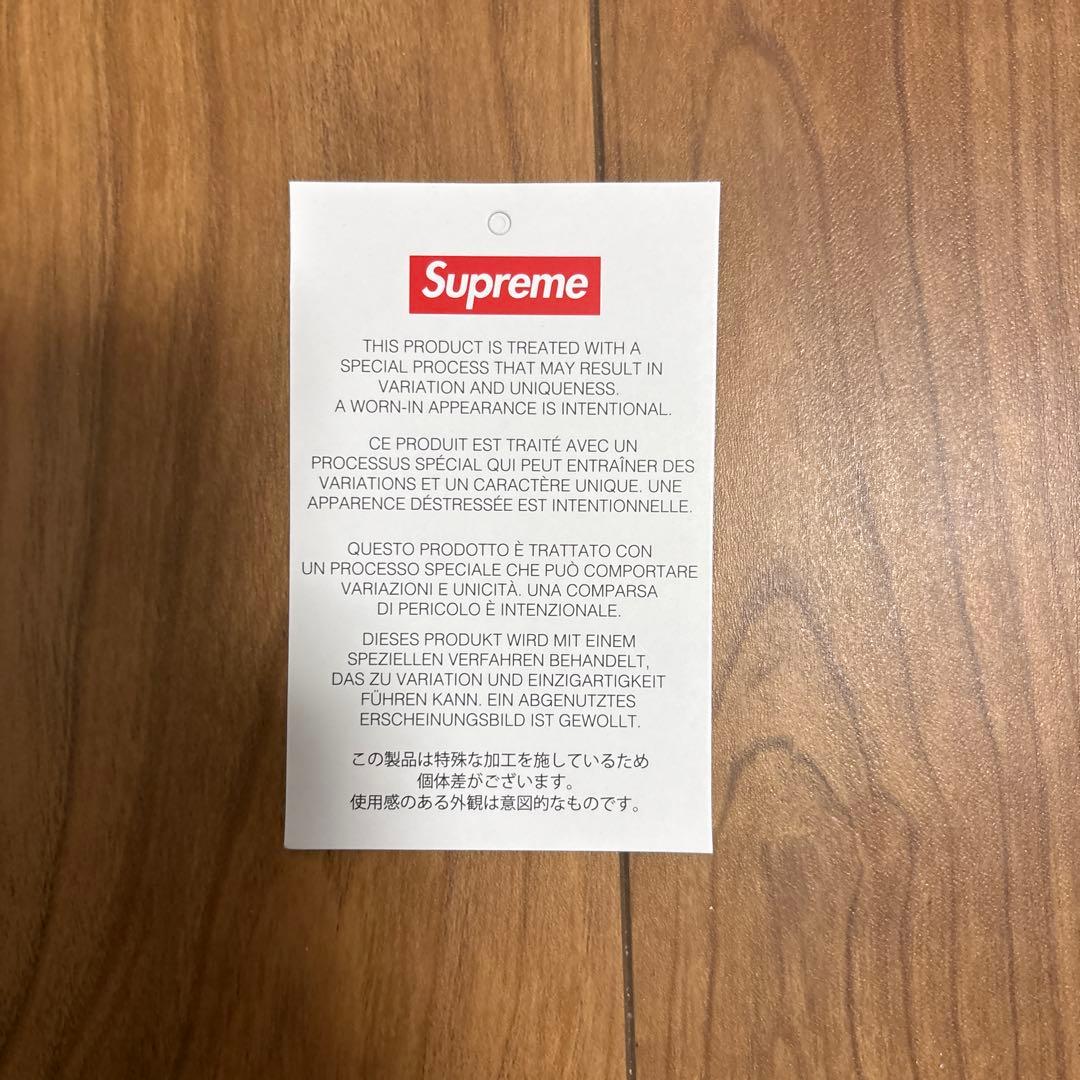 Supreme
THIS PRODUCT IS TREATED WITH A
SPECIAL PROCESS THAT MAY RESULT IN
VARIATION AND UNIQUENESS.
A WORN-IN APPEARANCE IS INTENTIONAL.
CE PRODUIT EST TRAITÉ AVEC UN
PROCESSUS SPÉCIAL QUI PEUT ENTRAÎNER DES
VARIATIONS ET UN CARACTÈRE UNIQUE. UNE
APPARENCE DÉSTRESSÉE EST INTENTIONNELLE.
QUESTO PRODOTTO È TRATTATO CON
UN PROCESSO SPECIALE CHE PUÒ COMPORTARE
VARIAZIONI E UNICITÀ. UNA COMPARSA
DI PERICOLO È INTENZIONALE.
DIESES PRODUKT WIRD MIT EINEM
SPEZIELLEN VERFAHREN BEHANDELT,
DAS ZU VARIATION UND EINZIGARTIGKEIT
FÜHREN KANN. EIN ABGENUTZTES
ERSCHEINUNGSBILD IST GEWOLLT.
この製品は特殊な加工を施しているため
個体差がございます。
使用感のある外観は意図的なものです。